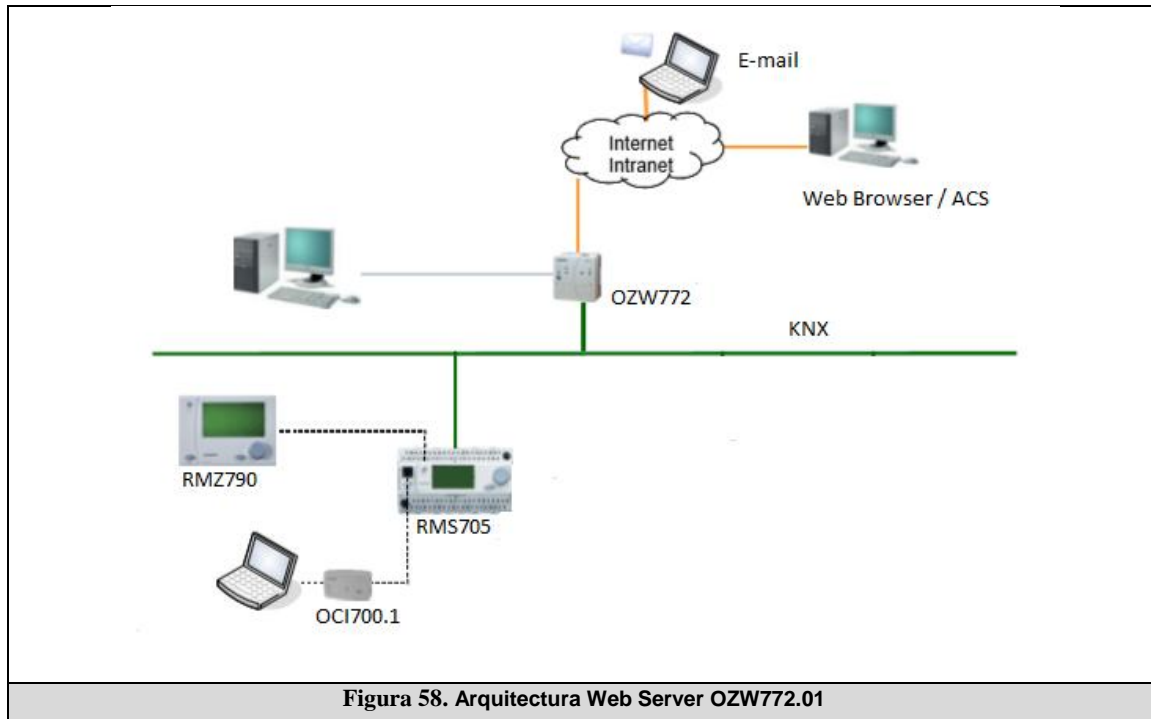 E-mail
Internet
Intranet
Web Browser / ACS
OZW772
KNX
RMZ790
RMS705
OCI700.1
Figura 58. Arquitectura Web Server OZW772.01